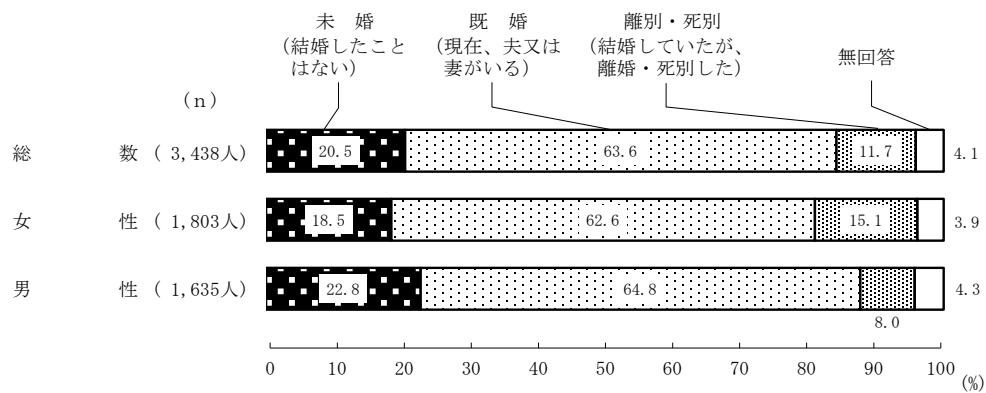 未　婚
（結婚したこと
はない）
既　婚
（現在、夫又は
妻がいる）
離別・死別
（結婚していたが、
離婚・死別した）
無回答
（ｎ）
総　　　　数 ( 3,438人) 20.5 63.6 11.7 4.1
女　　　　性 ( 1,803人) 18.5 62.6 15.1 3.9
男　　　　性 ( 1,635人) 22.8 64.8 4.3
8.0
0 10 20 30 40 50 60 70 80 90 100
(%)